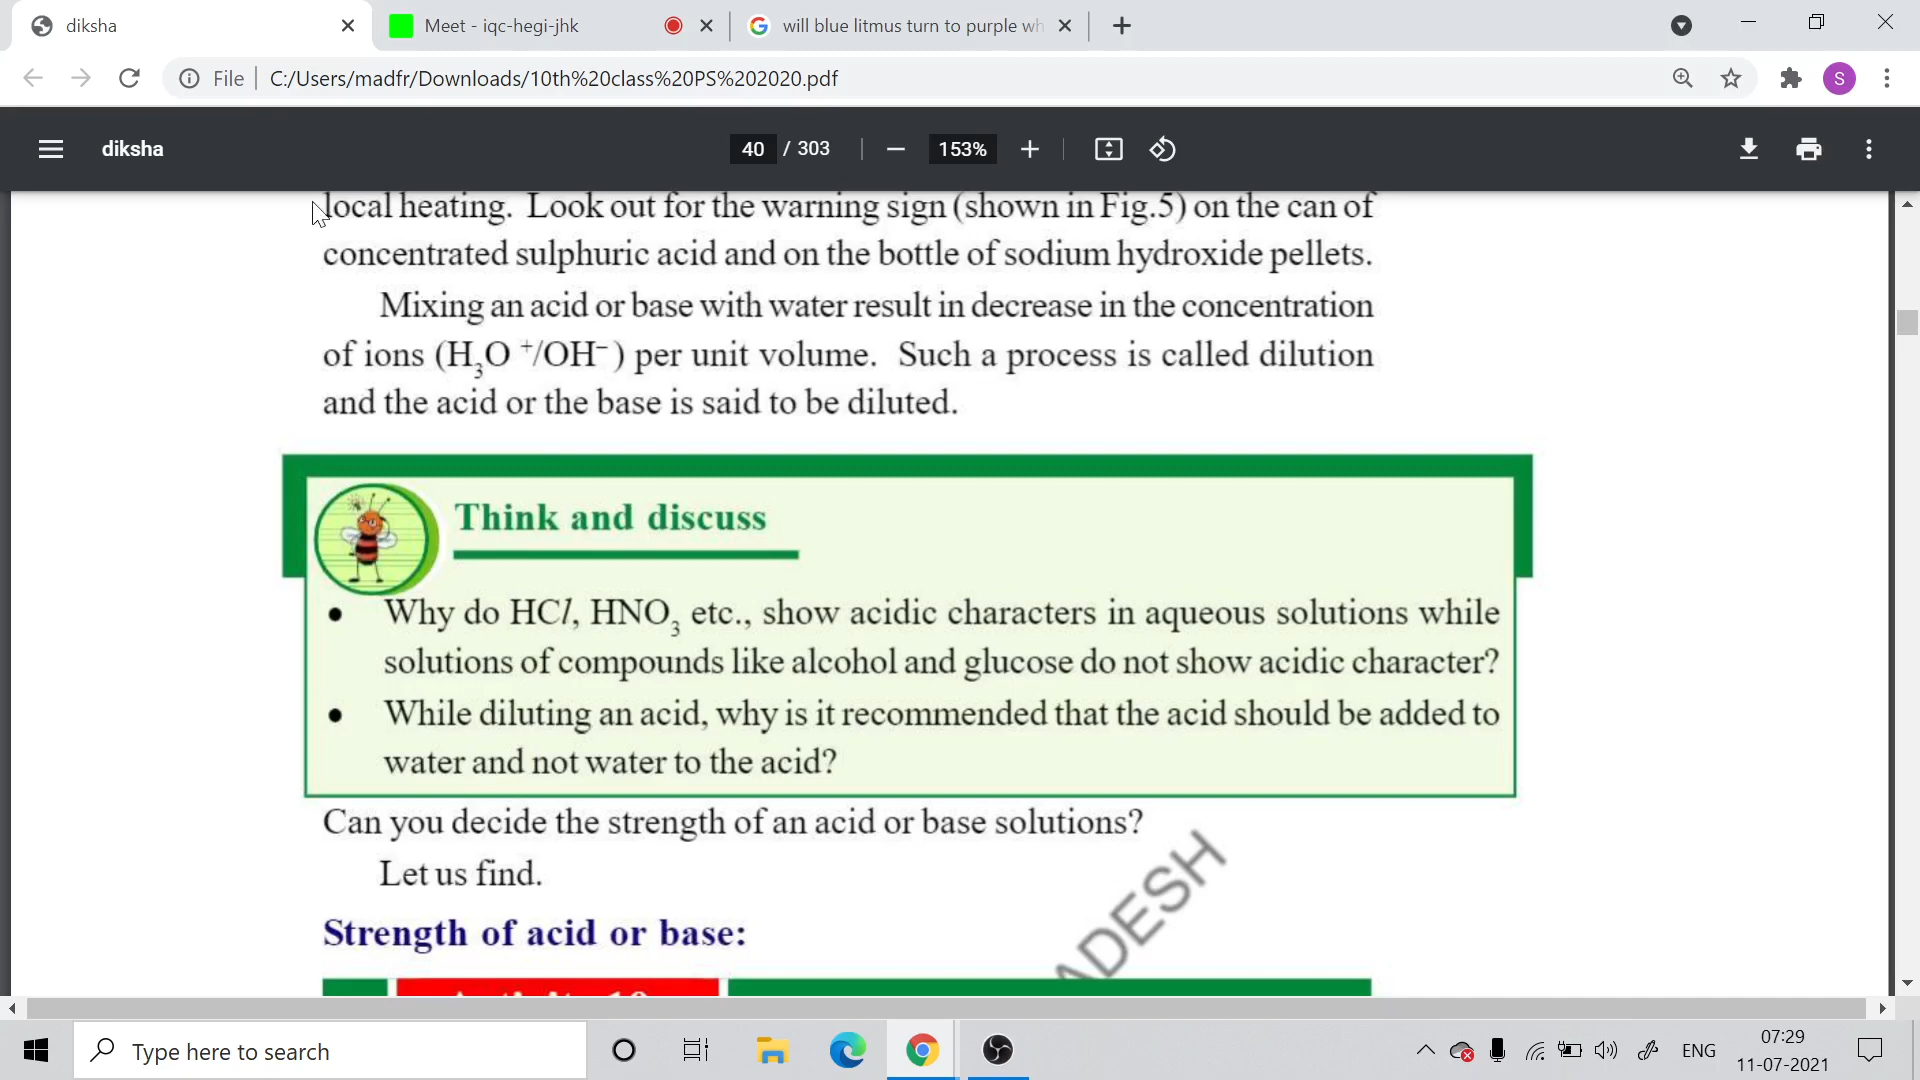 diksha
Meet - iqc-hegi-jhk
will blue litmus turn to purple wh
File
C:/Users/madfr/Downloads/10th%20class%20PS%202020.pdf
S
diksha
40 / 303
153%
local heating. Look out for the warning sign (shown in Fig.5) on the can of
concentrated sulphuric acid and on the bottle of sodium hydroxide pellets.
Mixing an acid or base with water result in decrease in the concentration
of ions (H₃O ⁺/OH⁻ ) per unit volume. Such a process is called dilution
and the acid or the base is said to be diluted.
Think and discuss
• Why do HCl, HNO₃ etc., show acidic characters in aqueous solutions while
solutions of compounds like alcohol and glucose do not show acidic character?
• While diluting an acid, why is it recommended that the acid should be added to
water and not water to the acid?
Can you decide the strength of an acid or base solutions?
Let us find.
ADESH
Strength of acid or base:
Type here to search
ENG
07:29
11-07-2021